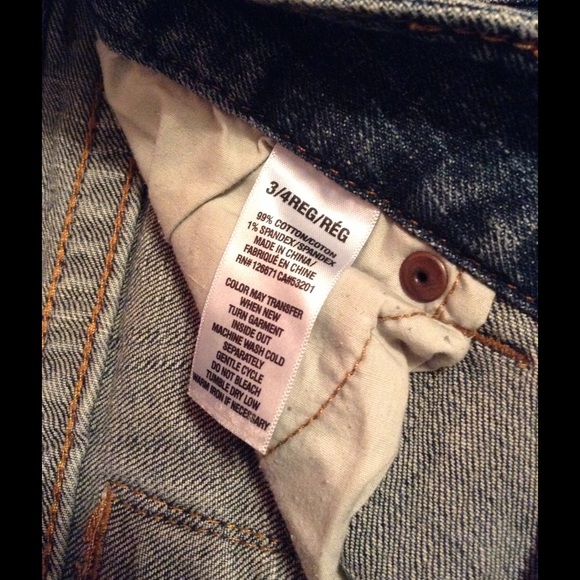 3/4REG/RÉG
99% COTTON/COTON
1% SPANDEX/SPANDEX
MADE IN CHINA/
FABRIQUÉ EN CHINE
RN# 126671 CA#53201
COLOR MAY TRANSFER
WHEN NEW
TURN GARMENT
INSIDE OUT
MACHINE WASH COLD
SEPARATELY
GENTLE CYCLE
DO NOT BLEACH
TUMBLE DRY LOW
WARM IRON IF NECESSARY